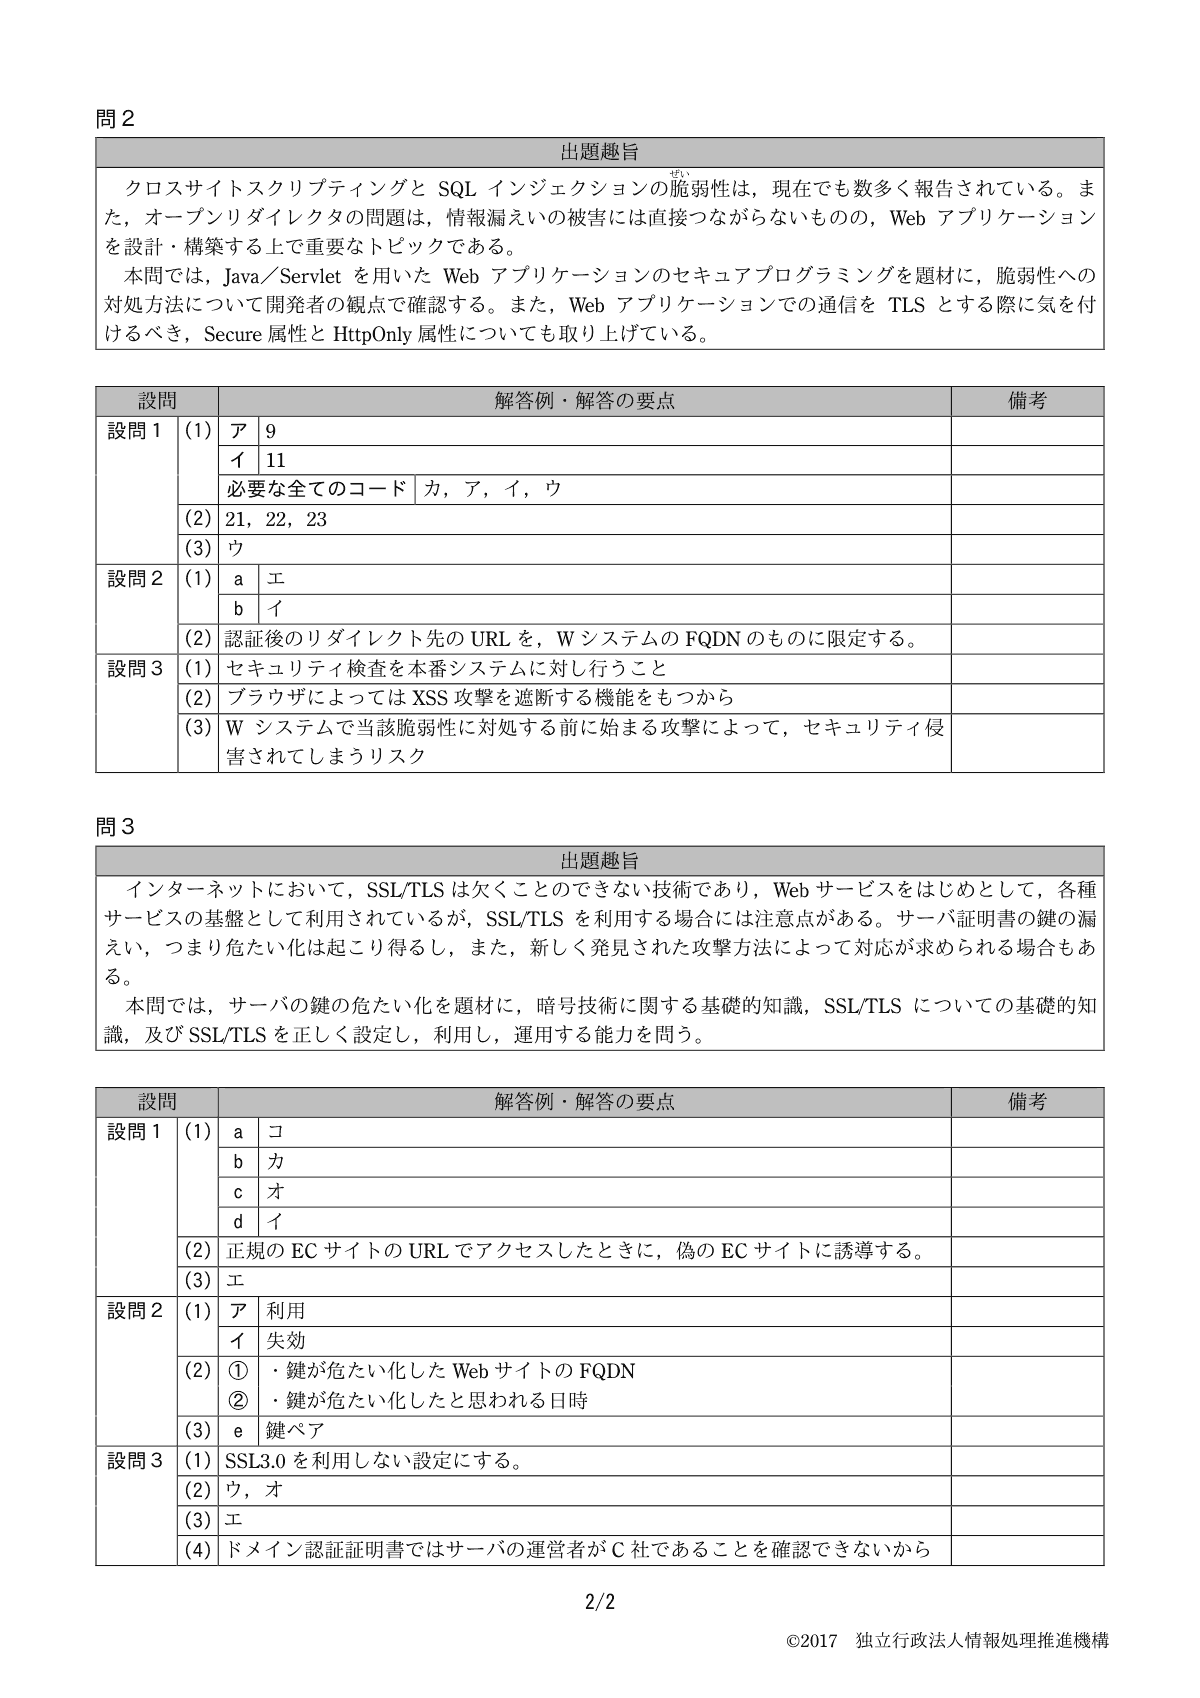 問2
出題趣旨
クロスサイトスクリプティングと SQL インジェクションの脆弱性は，現在でも数多く報告されている。ま
ぜい
た，オープンリダイレクタの問題は，情報漏えいの被害には直接つながらないものの，Web アプリケーション
を設計・構築する上で重要なトピックである。
本問では，Java／Servlet を用いた Web アプリケーションのセキュアプログラミングを題材に，脆弱性への
対処方法について開発者の観点で確認する。また，Web アプリケーションでの通信を TLS とする際に気を付
けるべき，Secure 属性と HttpOnly 属性についても取り上げている。
設問 解答例・解答の要点 備考
設問1 (1) ア 9
イ 11
必要な全てのコード カ，ア，イ，ウ
(2) 21，22，23
(3) ウ
設問2 (1) a エ
b イ
(2) 認証後のリダイレクト先の URL を，W システムの FQDN のものに限定する。
設問3 (1) セキュリティ検査を本番システムに対し行うこと
(2) ブラウザによっては XSS 攻撃を遮断する機能をもつから
(3) W システムで当該脆弱性に対処する前に始まる攻撃によって，セキュリティ侵
害されてしまうリスク
問3
出題趣旨
インターネットにおいて，SSL/TLS は欠くことのできない技術であり，Web サービスをはじめとして，各種
サービスの基盤として利用されているが，SSL/TLS を利用する場合には注意点がある。サーバ証明書の鍵の漏
えい，つまり危たい化は起こり得るし，また，新しく発見された攻撃方法によって対応が求められる場合もあ
る。
本問では，サーバの鍵の危たい化を題材に，暗号技術に関する基礎的知識，SSL/TLS についての基礎的知
識，及び SSL/TLS を正しく設定し，利用し，運用する能力を問う。
設問 解答例・解答の要点 備考
設問1 (1) a コ
b カ
c オ
d イ
(2) 正規の EC サイトの URL でアクセスしたときに，偽の EC サイトに誘導する。
(3) エ
設問2 (1) ア 利用
イ 失効
(2) ① ・鍵が危たい化した Web サイトの FQDN
② ・鍵が危たい化したと思われる日時
(3) e 鍵ペア
設問3 (1) SSL3.0 を利用しない設定にする。
(2) ウ，オ
(3) エ
(4) ドメイン認証証明書ではサーバの運営者が C 社であることを確認できないから
2/2
©2017 独立行政法人情報処理推進機構